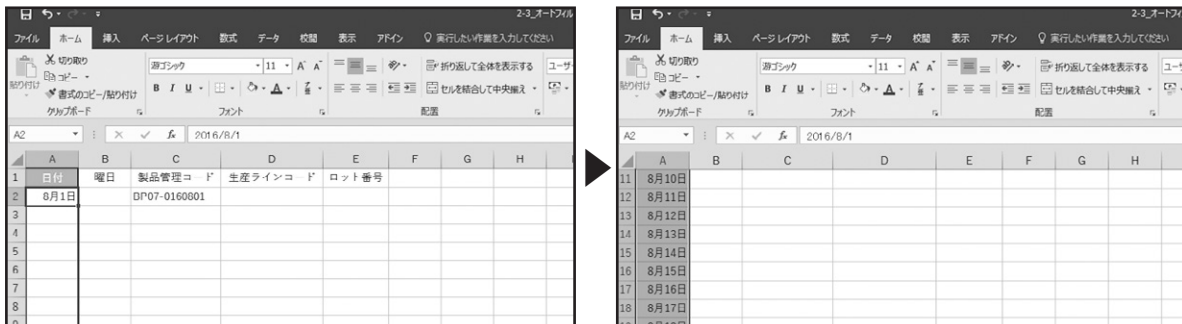 2-3_オートフィル
ファイル ホーム 挿入 ページ レイアウト 数式 データ 校閲 表示 アドイン 実行したい作業を入力してください
貼り付け
切り取り
コピー
書式のコピー/貼り付け
クリップボード
游ゴシック 11 A A
B I U A
フォント
折り返して全体を表示する
セルを結合して中央揃え
配置
ユーザー
A2 fx 2016/8/1
A B C D E F G H
1 日付 曜日 製品管理コード 生産ラインコード ロット番号
2 8月1日 BP07-0160801
3
4
5
6
7
8
9
2-3_オートフィル
ファイル ホーム 挿入 ページ レイアウト 数式 データ 校閲 表示 アドイン 実行したい作業を入力してください
貼り付け
切り取り
コピー
書式のコピー/貼り付け
クリップボード
游ゴシック 11 A A
B I U A
フォント
折り返して全体を表示する
セルを結合して中央揃え
配置
ユーザー
A2 fx 2016/8/1
A B C D E F G H
11 8月10日
12 8月11日
13 8月12日
14 8月13日
15 8月14日
16 8月15日
17 8月16日
18 8月17日